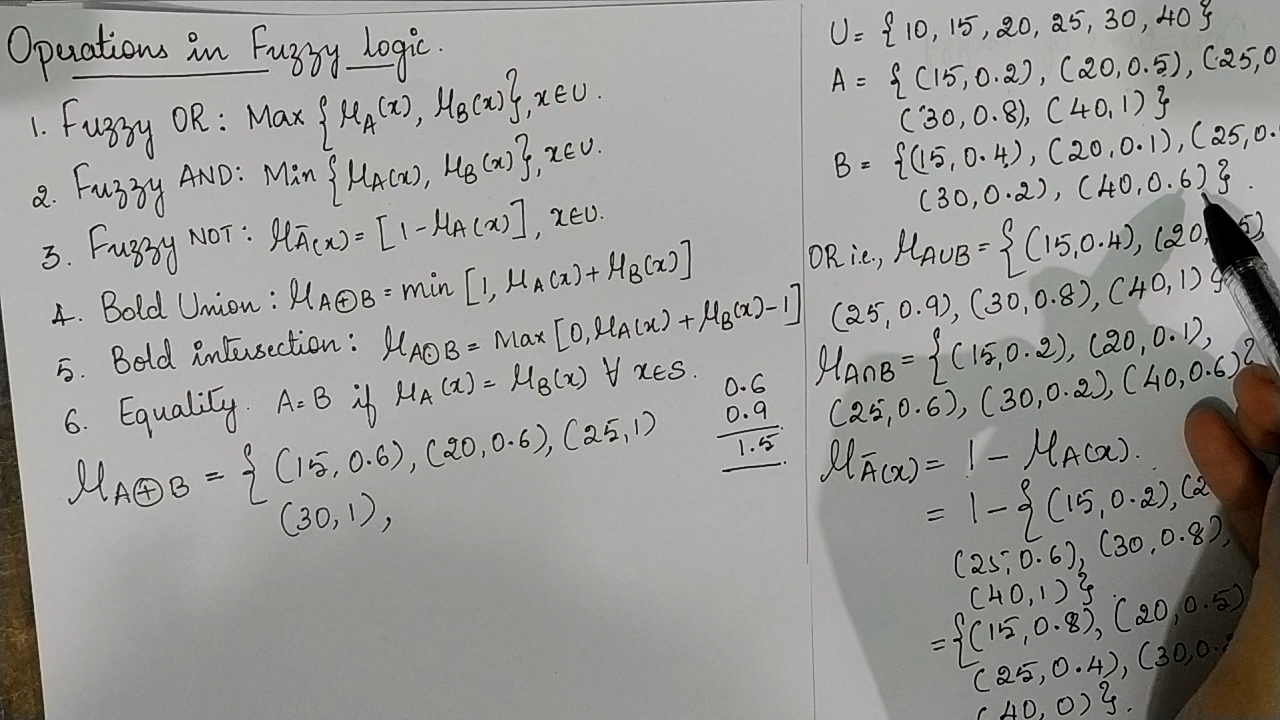 Operations in Fuzzy logic.
1. Fuzzy OR: Max {μA(x), μB(x)}, x∈U.
2. Fuzzy AND: Min {μA(x), μB(x)}, x∈U.
3. Fuzzy NOT: μĀ(x) = [1-μA(x)], x∈U.
4. Bold Union: μA⊕B = min [1, μA(x) + μB(x)]
5. Bold intersection: μA⊙B = Max [0, μA(x) + μB(x) - 1]
6. Equality. A=B if μA(x) = μB(x) ∀ x∈S.
μA⊕B = { (15, 0.6), (20, 0.6), (25, 1)
(30, 1),
0.6
0.9
1.5
U = {10, 15, 20, 25, 30, 40}
A = { (15, 0.2), (20, 0.5), (25, 0
(30, 0.8), (40, 1) }
B = {(15, 0.4), (20, 0.1), (25, 0.
(30, 0.2), (40, 0.6)}.
OR i.e., μA∪B = { (15, 0.4), (20, 5),
(25, 0.9), (30, 0.8), (40, 1) }
μA∩B = { (15, 0.2), (20, 0.1),
(25, 0.6), (30, 0.2), (40, 0.6) }
μĀ(x) = 1 - μA(x).
= 1 - { (15, 0.2), (2
(25, 0.6), (30, 0.8),
(40, 1) }.
= {(15, 0.8), (20, 0.5)
(25, 0.4), (30, 0.
(40, 0) }.